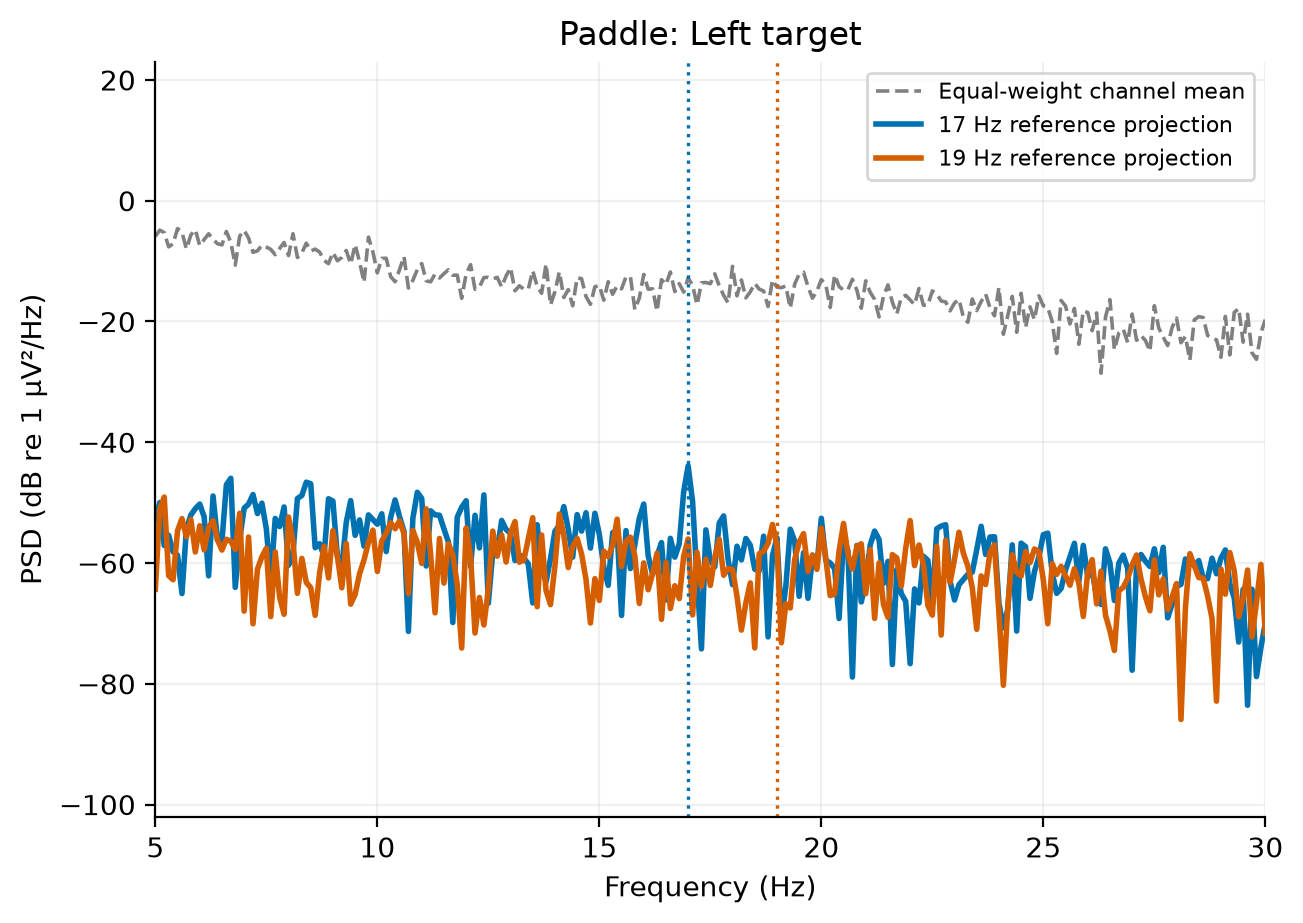 Paddle: Left target
Equal-weight channel mean
17 Hz reference projection
19 Hz reference projection
PSD (dB re 1 µV²/Hz)
20
0
−20
−40
−60
−80
−100
5
10
15
20
25
30
Frequency (Hz)